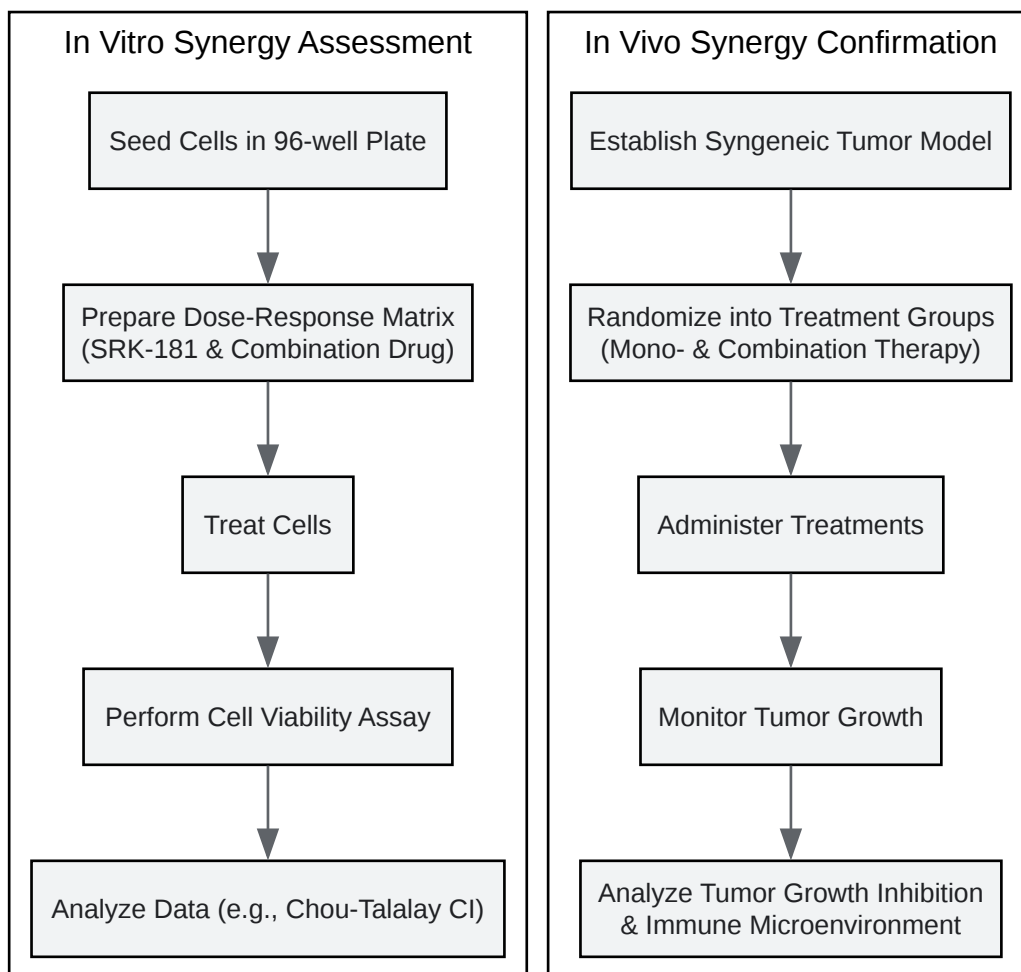 In Vitro Synergy Assessment
Seed Cells in 96-well Plate
Prepare Dose-Response Matrix
(SRK-181 & Combination Drug)
Treat Cells
Perform Cell Viability Assay
Analyze Data (e.g., Chou-Talalay CI)
In Vivo Synergy Confirmation
Establish Syngeneic Tumor Model
Randomize into Treatment Groups
(Mono- & Combination Therapy)
Administer Treatments
Monitor Tumor Growth
Analyze Tumor Growth Inhibition
& Immune Microenvironment